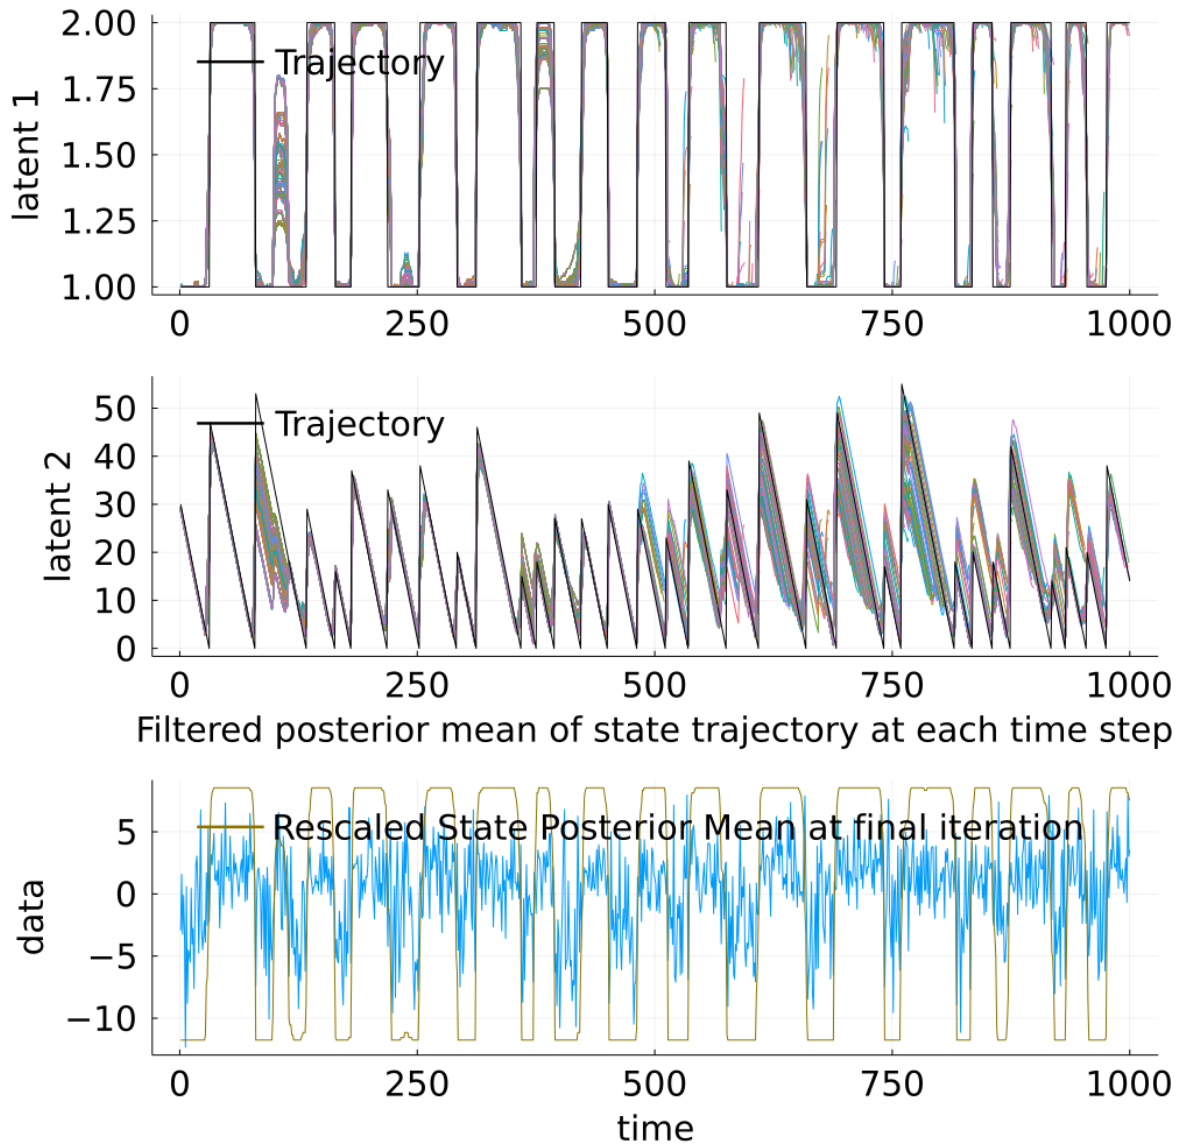 2.00
1.75
1.50
1.25
1.00
latent 1
Trajectory
0 250 500 750 1000
50
40
30
20
10
0
latent 2
Trajectory
0 250 500 750 1000
Filtered posterior mean of state trajectory at each time step
5
0
−5
−10
data
Rescaled State Posterior Mean at final iteration
0 250 500 750 1000
time